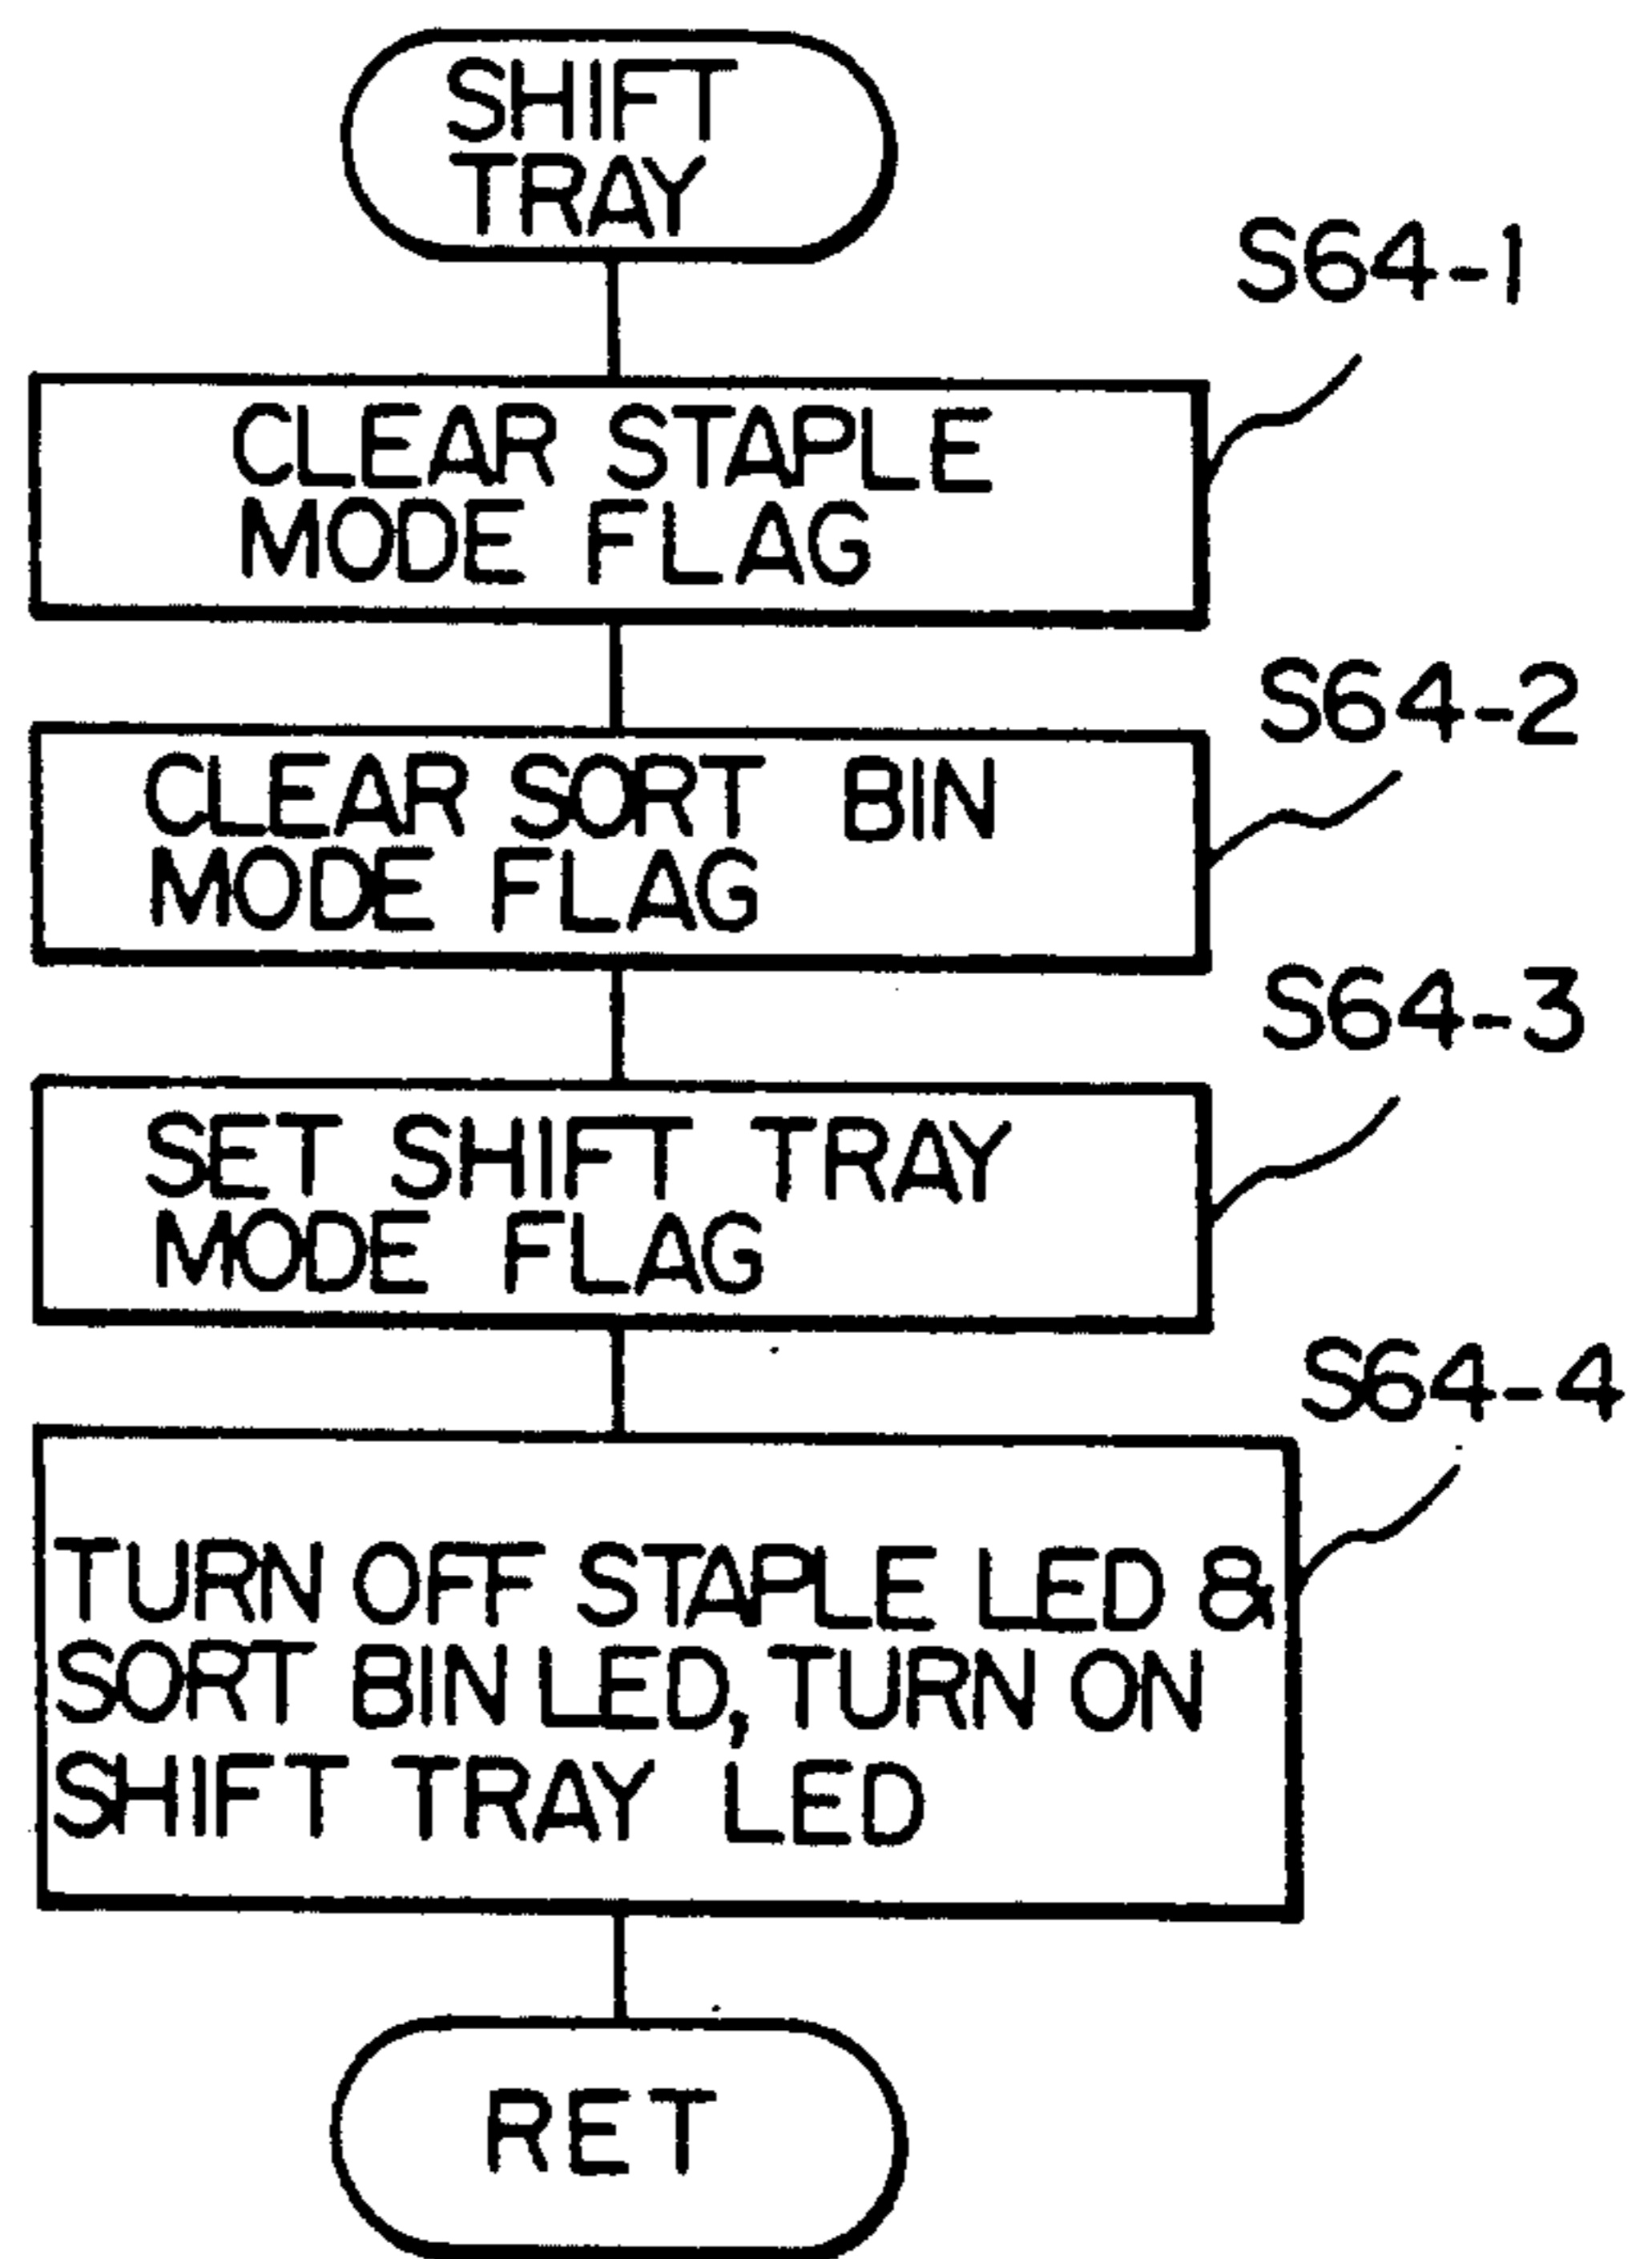 SHIFT
TRAY
S64-1
CLEAR STAPLE
MODE FLAG
S64-2
CLEAR SORT BIN
MODE FLAG
S64-3
SET SHIFT TRAY
MODE FLAG
S64-4
TURN OFF STAPLE LED &
SORT BIN LED, TURN ON
SHIFT TRAY LED
RET